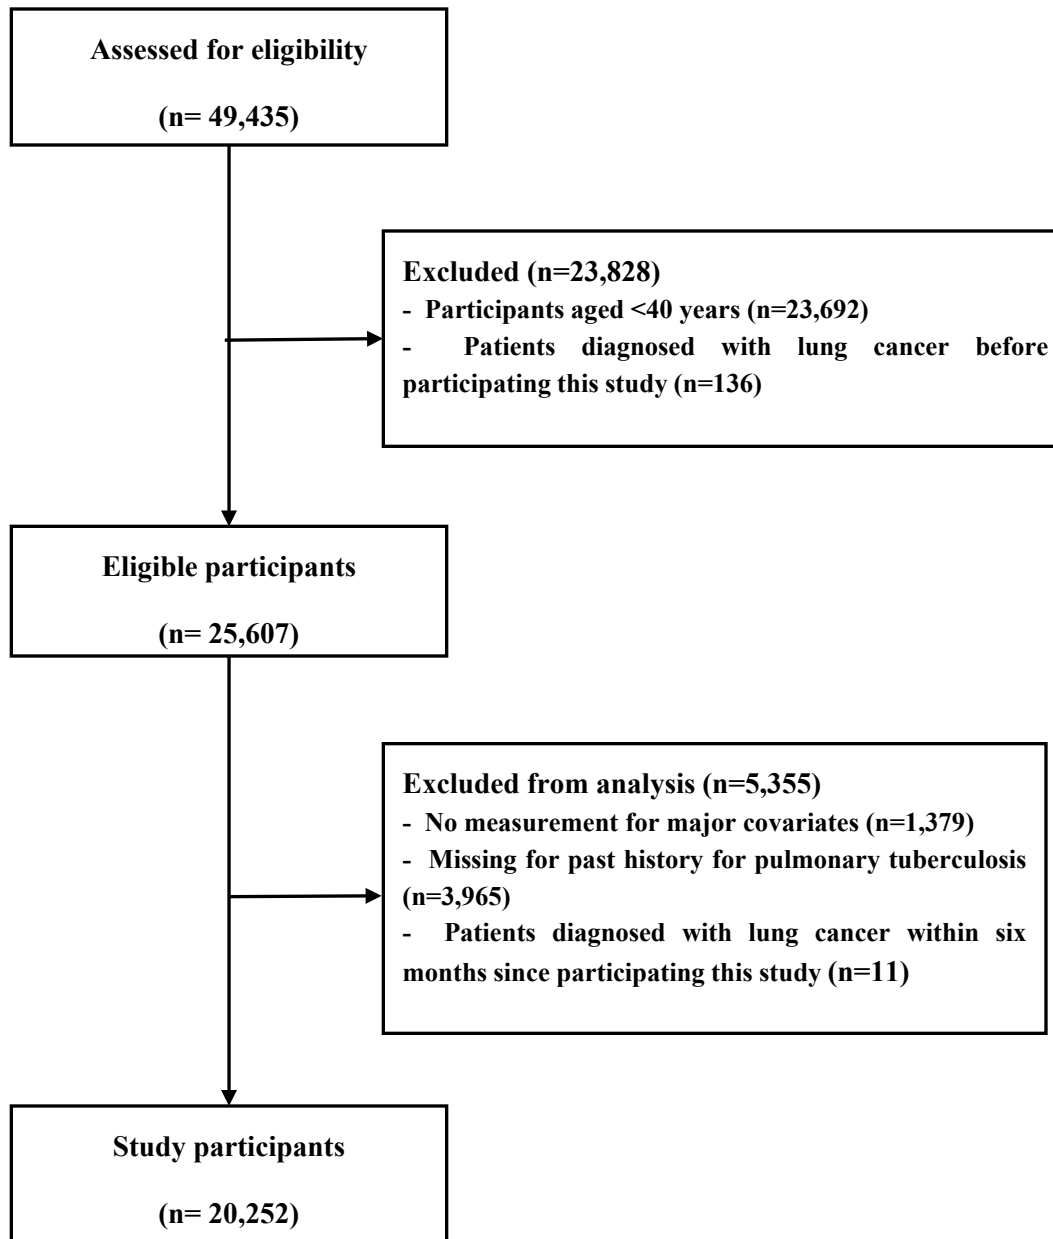 Assessed for eligibility
(n= 49,435)
Excluded (n=23,828)
- Participants aged <40 years (n=23,692)
- Patients diagnosed with lung cancer before
participating this study (n=136)
Eligible participants
(n= 25,607)
Excluded from analysis (n=5,355)
- No measurement for major covariates (n=1,379)
- Missing for past history for pulmonary tuberculosis
(n=3,965)
- Patients diagnosed with lung cancer within six
months since participating this study (n=11)
Study participants
(n= 20,252)